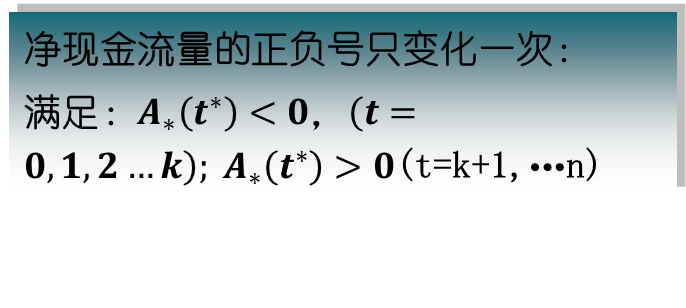 净现金流量的正负号只变化一次：
满足：A∗(t*) < 0，(t =
0, 1, 2 … k); A∗(t*) > 0(t=k+1, …n)